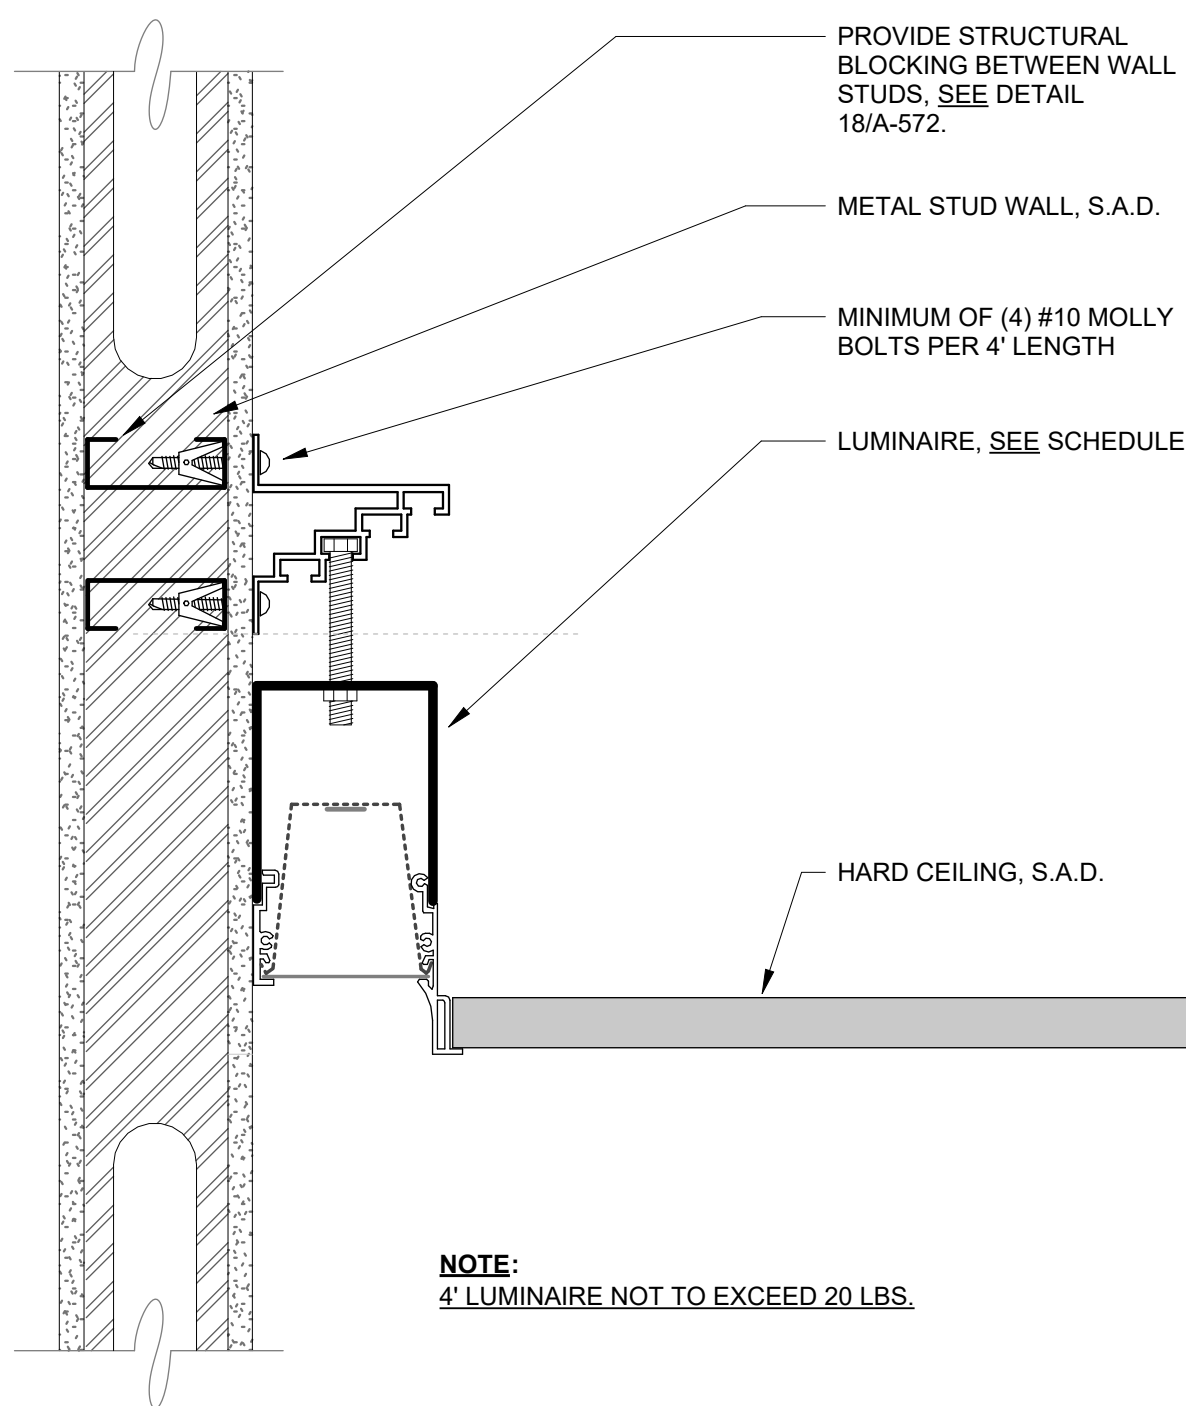 PROVIDE STRUCTURAL
BLOCKING BETWEEN WALL
STUDS, SEE DETAIL
18/A-572.
METAL STUD WALL, S.A.D.
MINIMUM OF (4) #10 MOLLY
BOLTS PER 4' LENGTH
LUMINAIRE, SEE SCHEDULE
HARD CEILING, S.A.D.
NOTE:
4' LUMINAIRE NOT TO EXCEED 20 LBS.